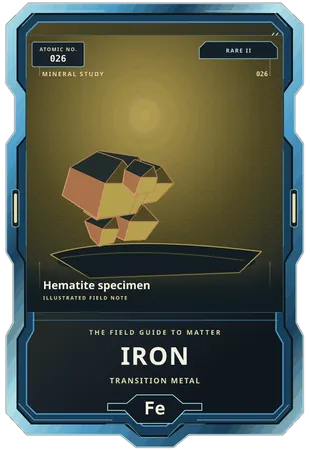 ATOMIC NO.
026
RARE II
MINERAL STUDY
026
Hematite specimen
ILLUSTRATED FIELD NOTE
THE FIELD GUIDE TO MATTER
IRON
TRANSITION METAL
Fe